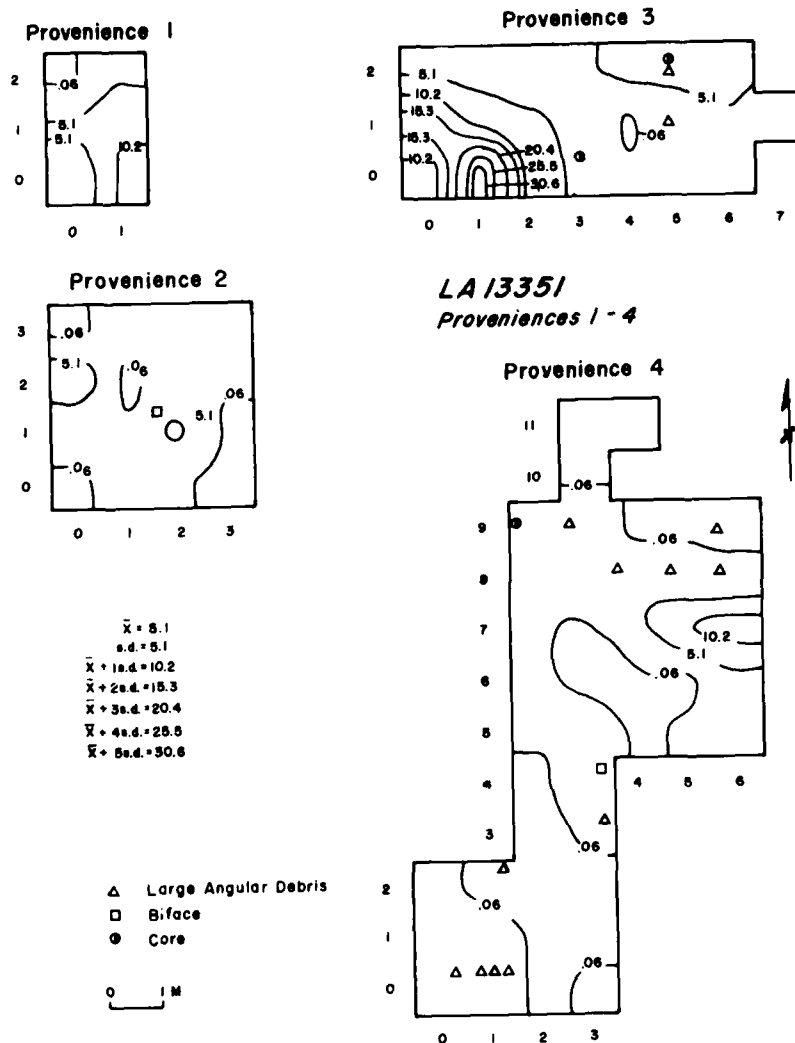 Provenience 1
2
1
0
.06
5.1
5.1
10.2
0 1
Provenience 3
2
1
0
5.1
10.2
15.3
15.3
10.2
20.4
25.5
30.6
.06
5.1
0 1 2 3 4 5 6 7
Provenience 2
3
2
1
0
.06
5.1
.06
5.1
.06
.06
0 1 2 3
LA 13351
Proveniences 1 - 4
Provenience 4
11
10
9
8
7
6
5
4
3
2
1
0
.06
.06
10.2
5.1
.06
4 5 6
.06
.06
.06
0 1 2 3
x̄ = 5.1
s.d. = 5.1
x̄ + 1s.d. = 10.2
x̄ + 2s.d. = 15.3
x̄ + 3s.d. = 20.4
x̄ + 4s.d. = 25.5
x̄ + 5s.d. = 30.6
Large Angular Debris
Biface
Core
0 1 M